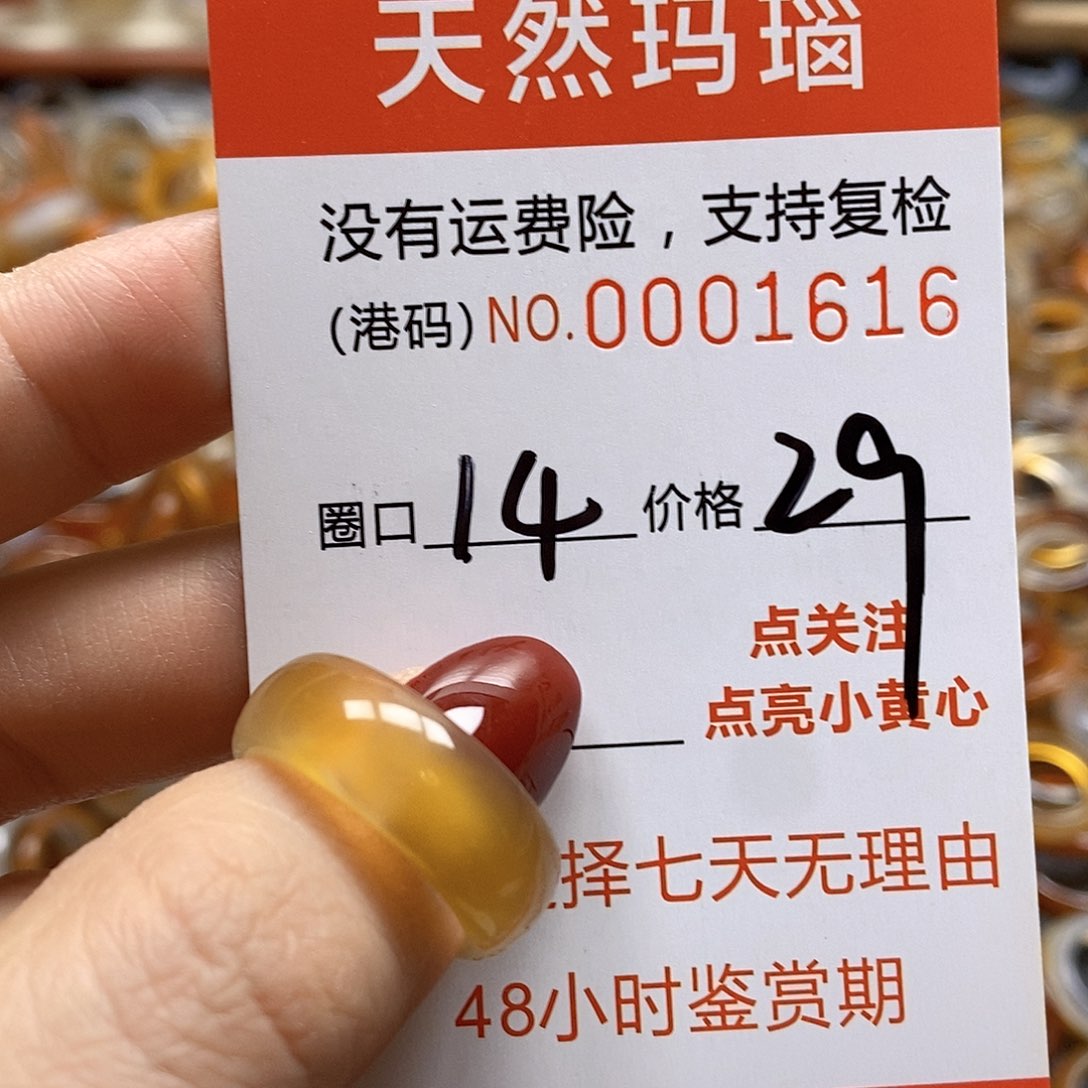 天然玛瑙
没有运费险，支持复检
(港码) NO.0001616
圈口 14 价格 29
点关注
点亮小黄心
择七天无理由
48小时鉴赏期